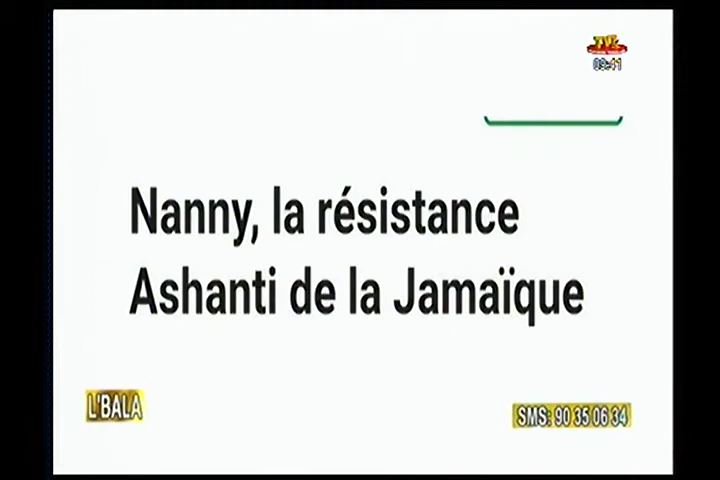 09:41
Nanny, la résistance
Ashanti de la Jamaïque
L'BALA
SMS: 90 35 06 34